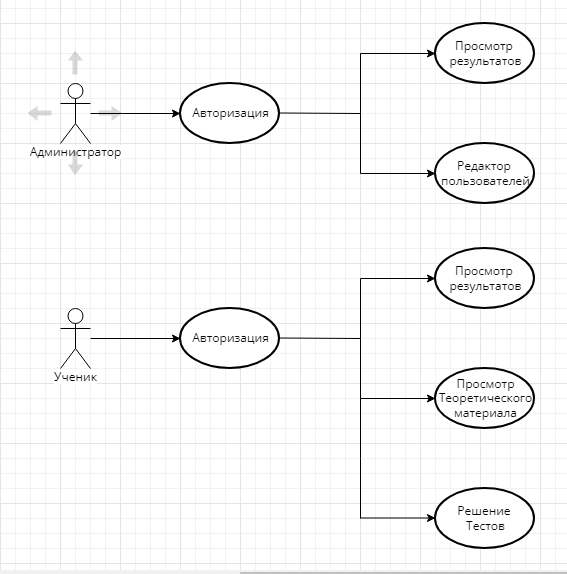 Просмотр
результатов
Авторизация
Администратор
Редактор
пользователей
Просмотр
результатов
Авторизация
Ученик
Просмотр
Теоретического
материала
Решение
Тестов